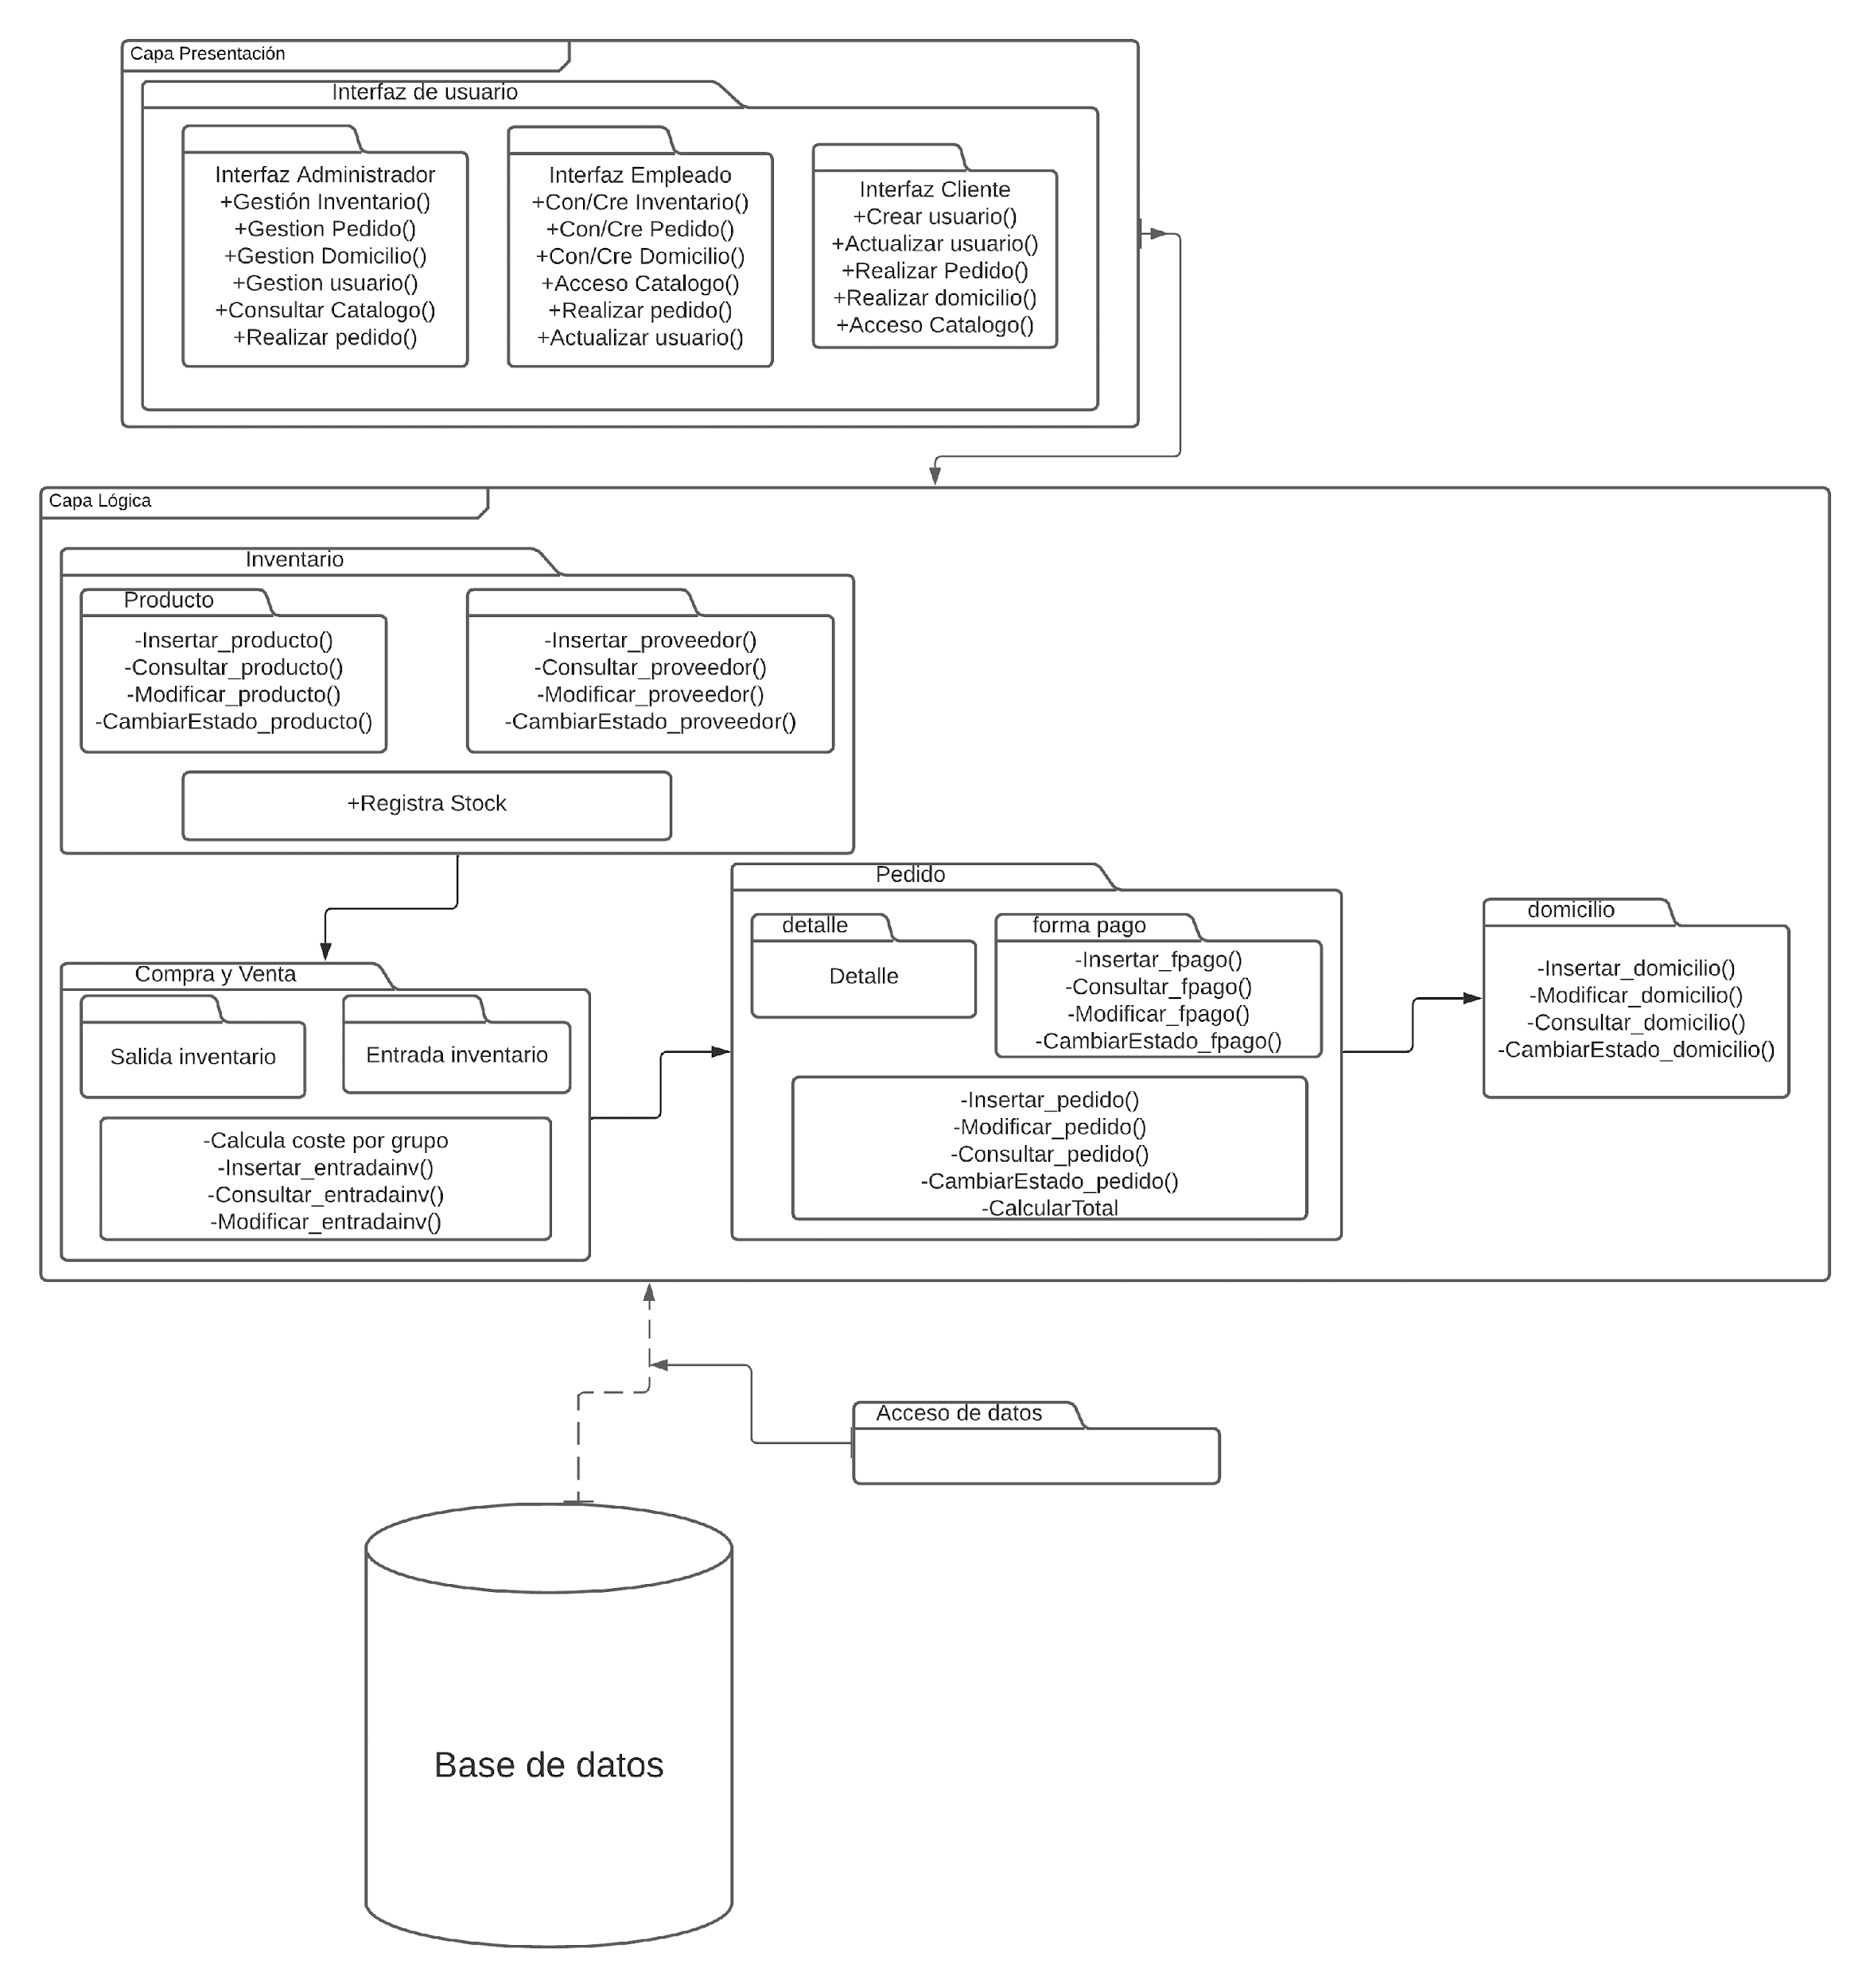 Capa Presentación
Interfaz de usuario
Interfaz Administrador
+Gestión Inventario()
+Gestion Pedido()
+Gestion Domicilio()
+Gestion usuario()
+Consultar Catalogo()
+Realizar pedido()
Interfaz Empleado
+Con/Cre Inventario()
+Con/Cre Pedido()
+Con/Cre Domicilio()
+Acceso Catalogo()
+Realizar pedido()
+Actualizar usuario()
Interfaz Cliente
+Crear usuario()
+Actualizar usuario()
+Realizar Pedido()
+Realizar domicilio()
+Acceso Catalogo()
Capa Lógica
Inventario
Producto
-Insertar_producto()
-Consultar_producto()
-Modificar_producto()
-CambiarEstado_producto()
-Insertar_proveedor()
-Consultar_proveedor()
-Modificar_proveedor()
-CambiarEstado_proveedor()
+Registra Stock
Compra y Venta
Salida inventario
Entrada inventario
-Calcula coste por grupo
-Insertar_entradainv()
-Consultar_entradainv()
-Modificar_entradainv()
Pedido
detalle
Detalle
forma pago
-Insertar_fpago()
-Consultar_fpago()
-Modificar_fpago()
-CambiarEstado_fpago()
-Insertar_pedido()
-Modificar_pedido()
-Consultar_pedido()
-CambiarEstado_pedido()
-CalcularTotal
domicilio
-Insertar_domicilio()
-Modificar_domicilio()
-Consultar_domicilio()
-CambiarEstado_domicilio()
Acceso de datos
Base de datos